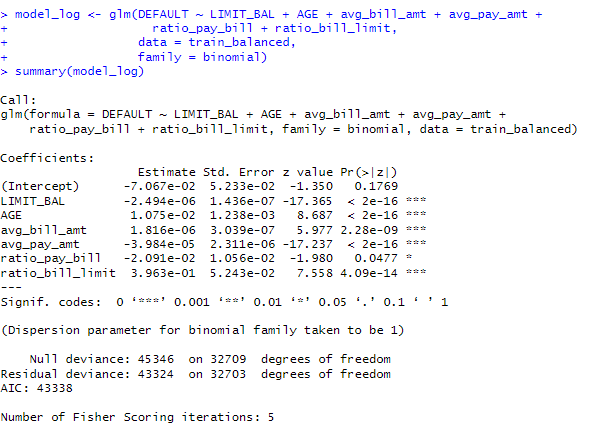 > model_log <- glm(DEFAULT ~ LIMIT_BAL + AGE + avg_bill_amt + avg_pay_amt +
+                    ratio_pay_bill + ratio_bill_limit,
+                  data = train_balanced,
+                  family = binomial)
> summary(model_log)

Call:
glm(formula = DEFAULT ~ LIMIT_BAL + AGE + avg_bill_amt + avg_pay_amt +
    ratio_pay_bill + ratio_bill_limit, family = binomial, data = train_balanced)

Coefficients:
                   Estimate Std. Error z value Pr(>|z|)
(Intercept)      -7.067e-02  5.233e-02  -1.350   0.1769
LIMIT_BAL        -2.494e-06  1.436e-07 -17.365  < 2e-16 ***
AGE               1.075e-02  1.238e-03   8.687  < 2e-16 ***
avg_bill_amt      1.816e-06  3.039e-07   5.977 2.28e-09 ***
avg_pay_amt      -3.984e-05  2.311e-06 -17.237  < 2e-16 ***
ratio_pay_bill   -2.091e-02  1.056e-02  -1.980   0.0477 *
ratio_bill_limit  3.963e-01  5.243e-02   7.558 4.09e-14 ***
---
Signif. codes:  0 ‘***’ 0.001 ‘**’ 0.01 ‘*’ 0.05 ‘.’ 0.1 ‘ ’ 1

(Dispersion parameter for binomial family taken to be 1)

    Null deviance: 45346  on 32709  degrees of freedom
Residual deviance: 43324  on 32703  degrees of freedom
AIC: 43338

Number of Fisher Scoring iterations: 5